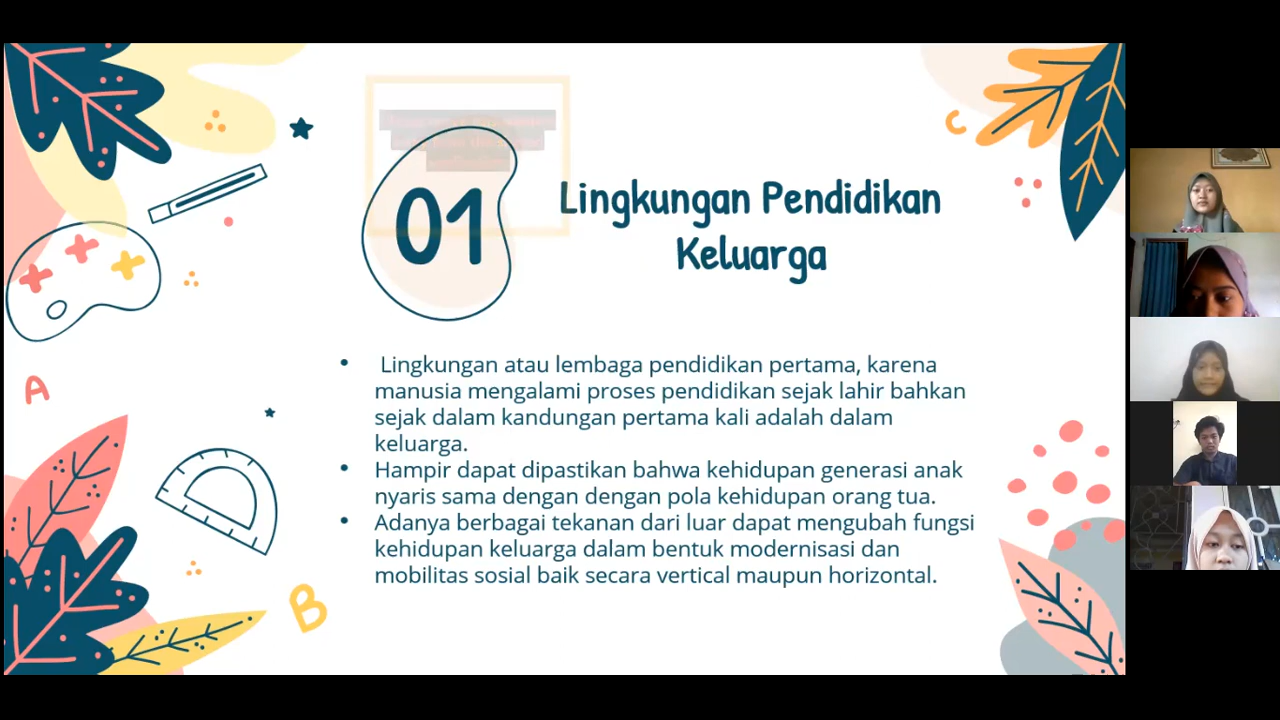 01
Lingkungan Pendidikan
Keluarga
C
A
B
• Lingkungan atau lembaga pendidikan pertama, karena
manusia mengalami proses pendidikan sejak lahir bahkan
sejak dalam kandungan pertama kali adalah dalam
keluarga.
• Hampir dapat dipastikan bahwa kehidupan generasi anak
nyaris sama dengan dengan pola kehidupan orang tua.
• Adanya berbagai tekanan dari luar dapat mengubah fungsi
kehidupan keluarga dalam bentuk modernisasi dan
mobilitas sosial baik secara vertical maupun horizontal.